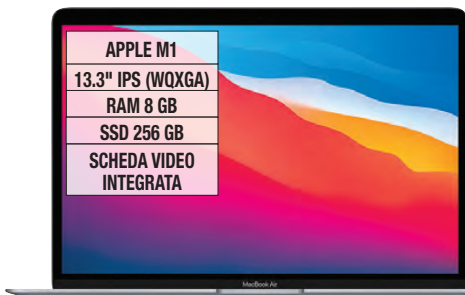 APPLE M1
13.3" IPS (WQXGA)
RAM 8 GB
SSD 256 GB
SCHEDA VIDEO
INTEGRATA
MacBook Air